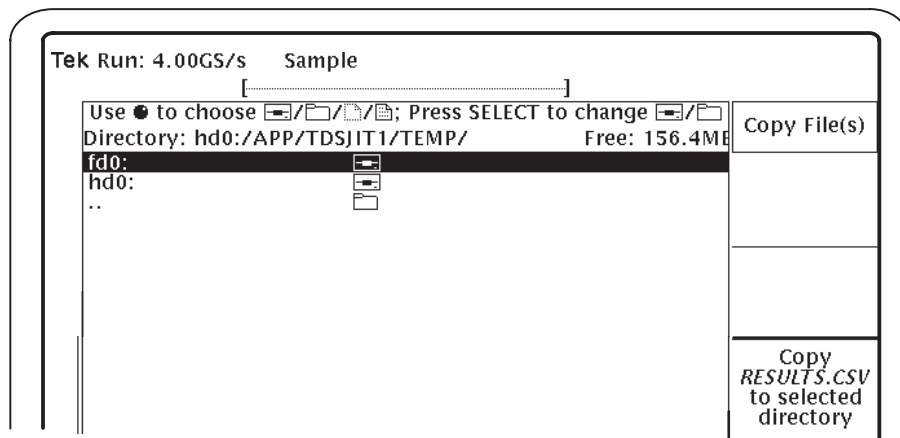 Tek Run: 4.00GS/s Sample
[ ]
Use to choose / / / ; Press SELECT to change /
Directory: hd0:/APP/TDSJIT1/TEMP/ Free: 156.4MB
fd0:
hd0:
..
Copy File(s)
Copy
RESULTS.CSV
to selected
directory